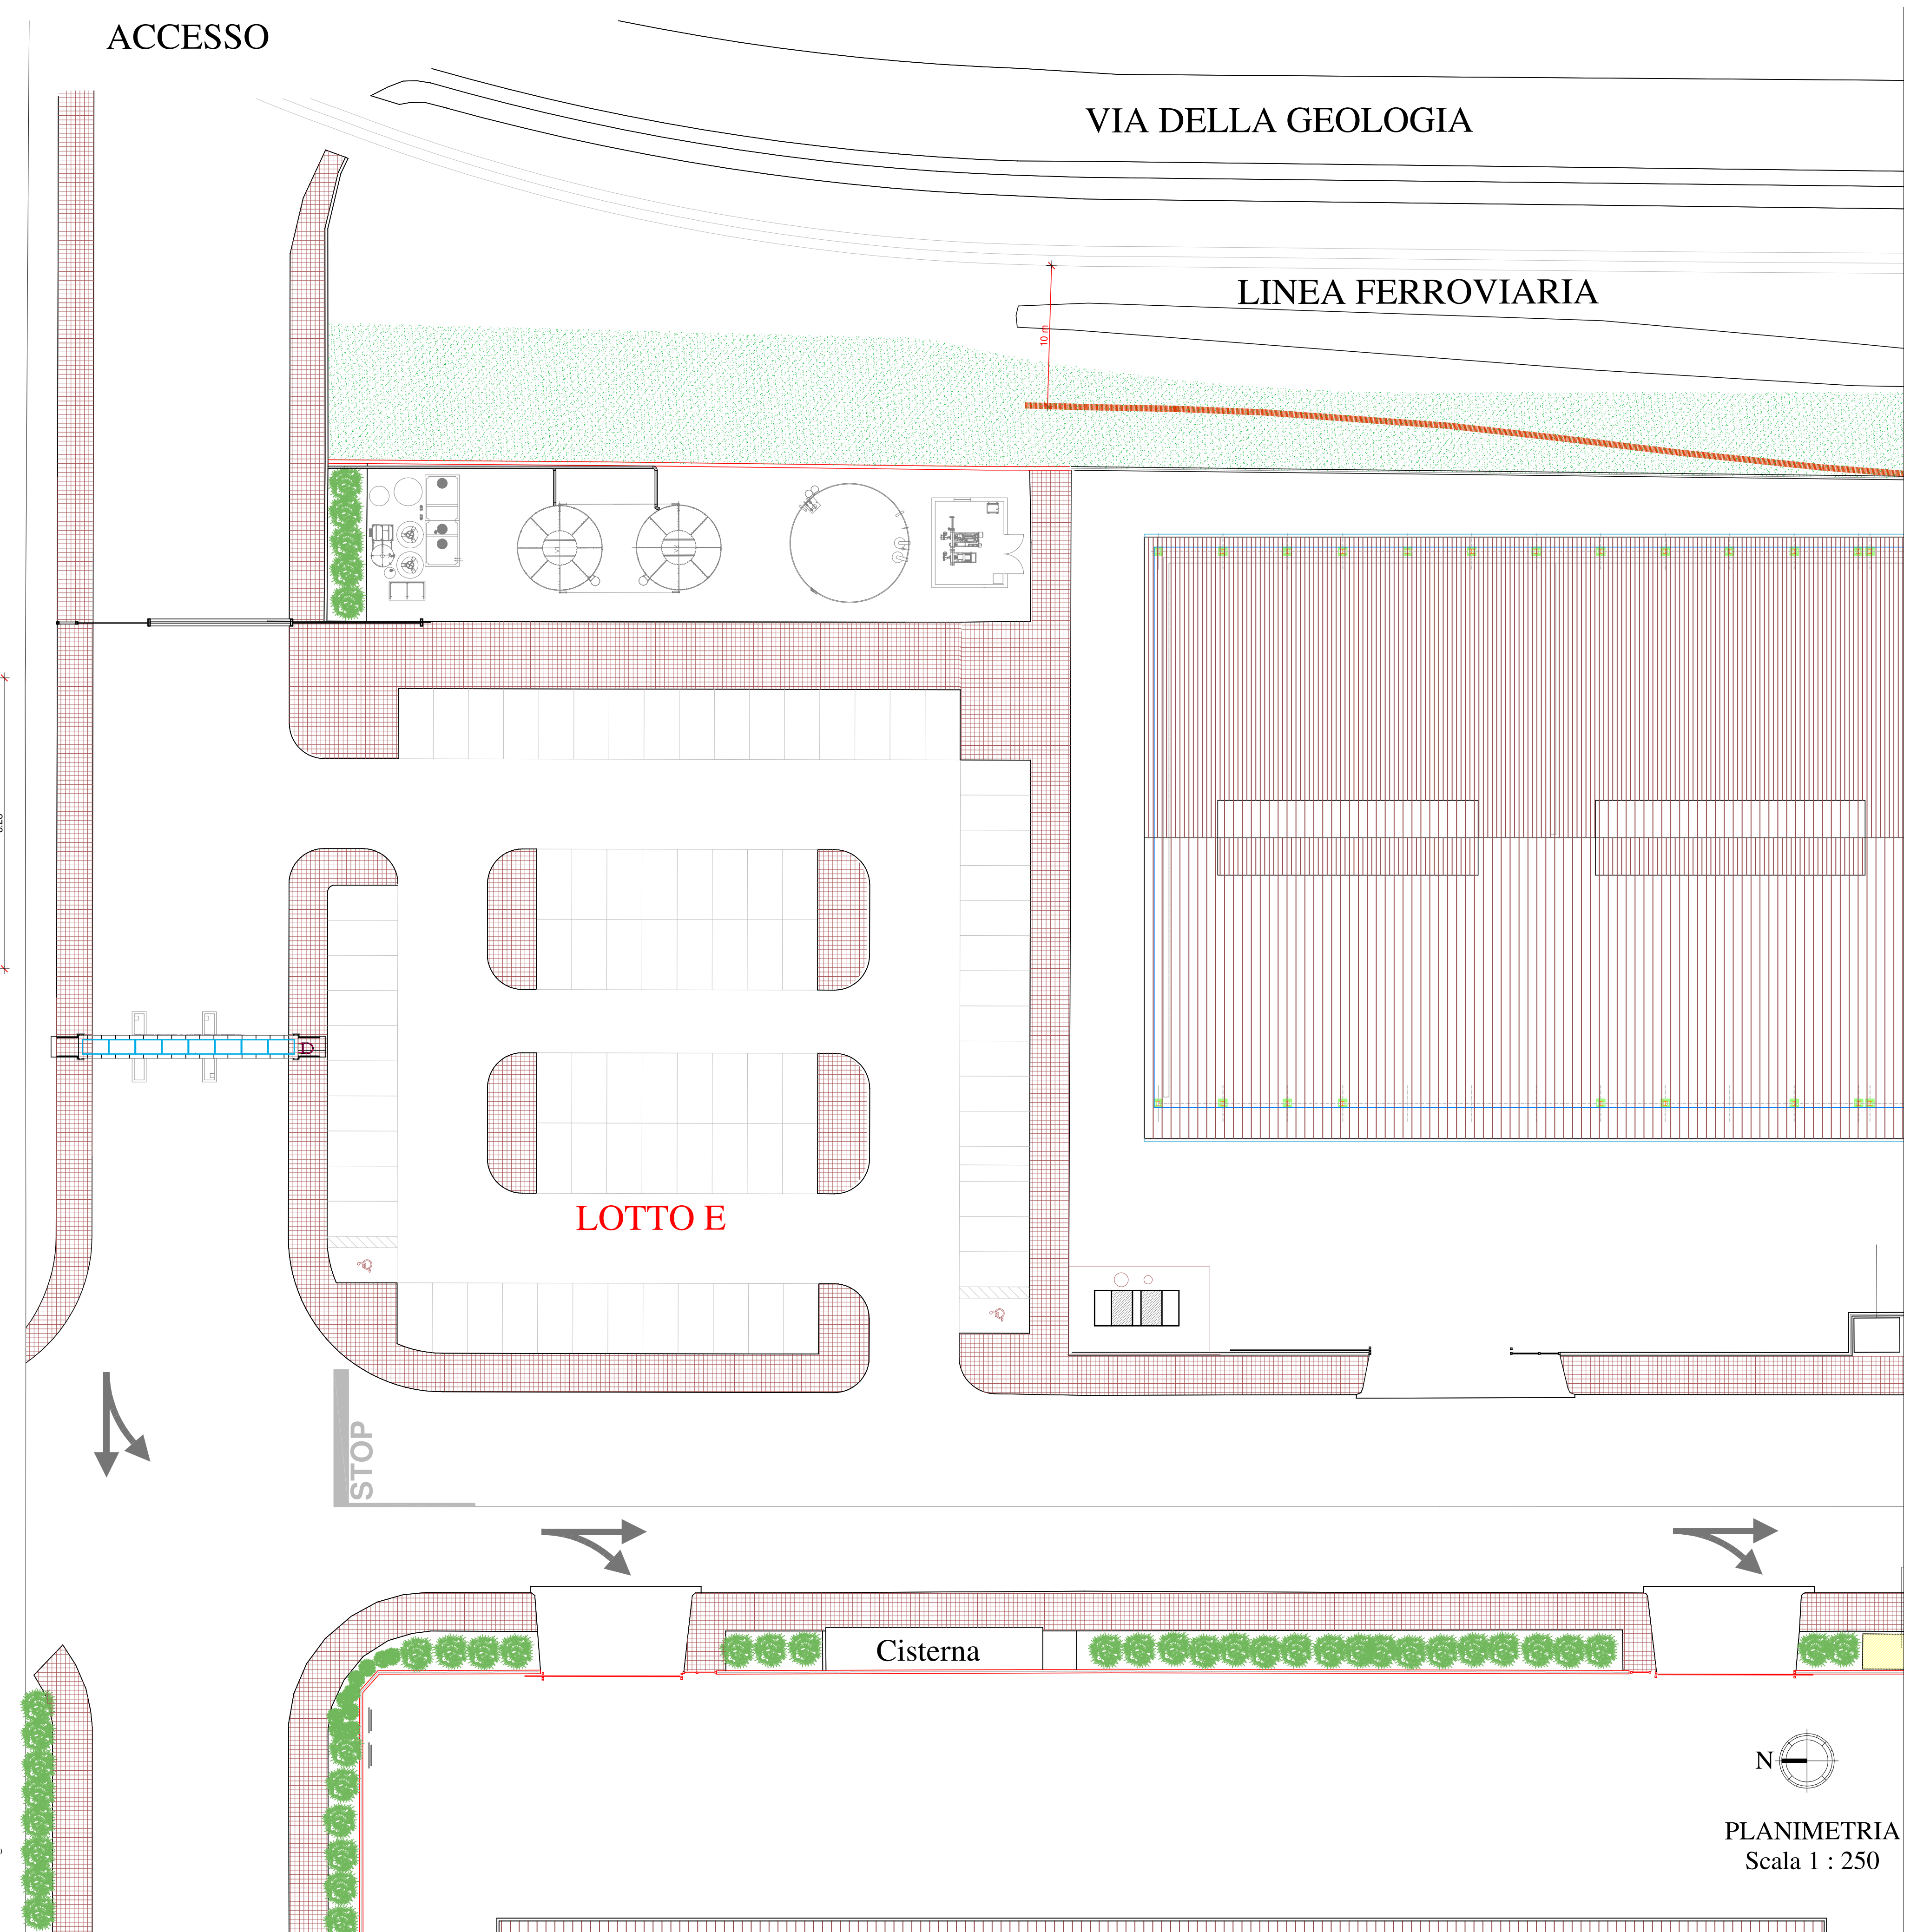 ACCESSO
VIA DELLA GEOLOGIA
LINEA FERROVIARIA
10 m
D
LOTTO E
STOP
Cisterna
N
PLANIMETRIA
Scala 1 : 250